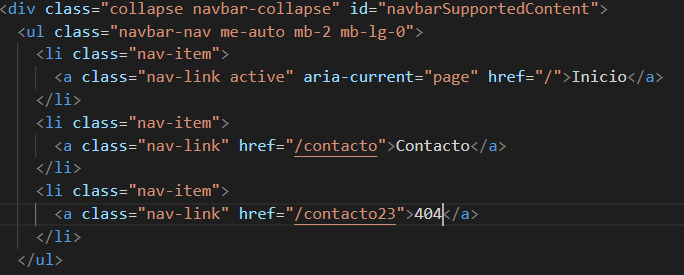 <div class="collapse navbar-collapse" id="navbarSupportedContent">
<ul class="navbar-nav me-auto mb-2 mb-lg-0">
<li class="nav-item">
<a class="nav-link active" aria-current="page" href="/">Inicio</a>
</li>
<li class="nav-item">
<a class="nav-link" href="/contacto">Contacto</a>
</li>
<li class="nav-item">
<a class="nav-link" href="/contacto23">404</a>
</li>
</ul>